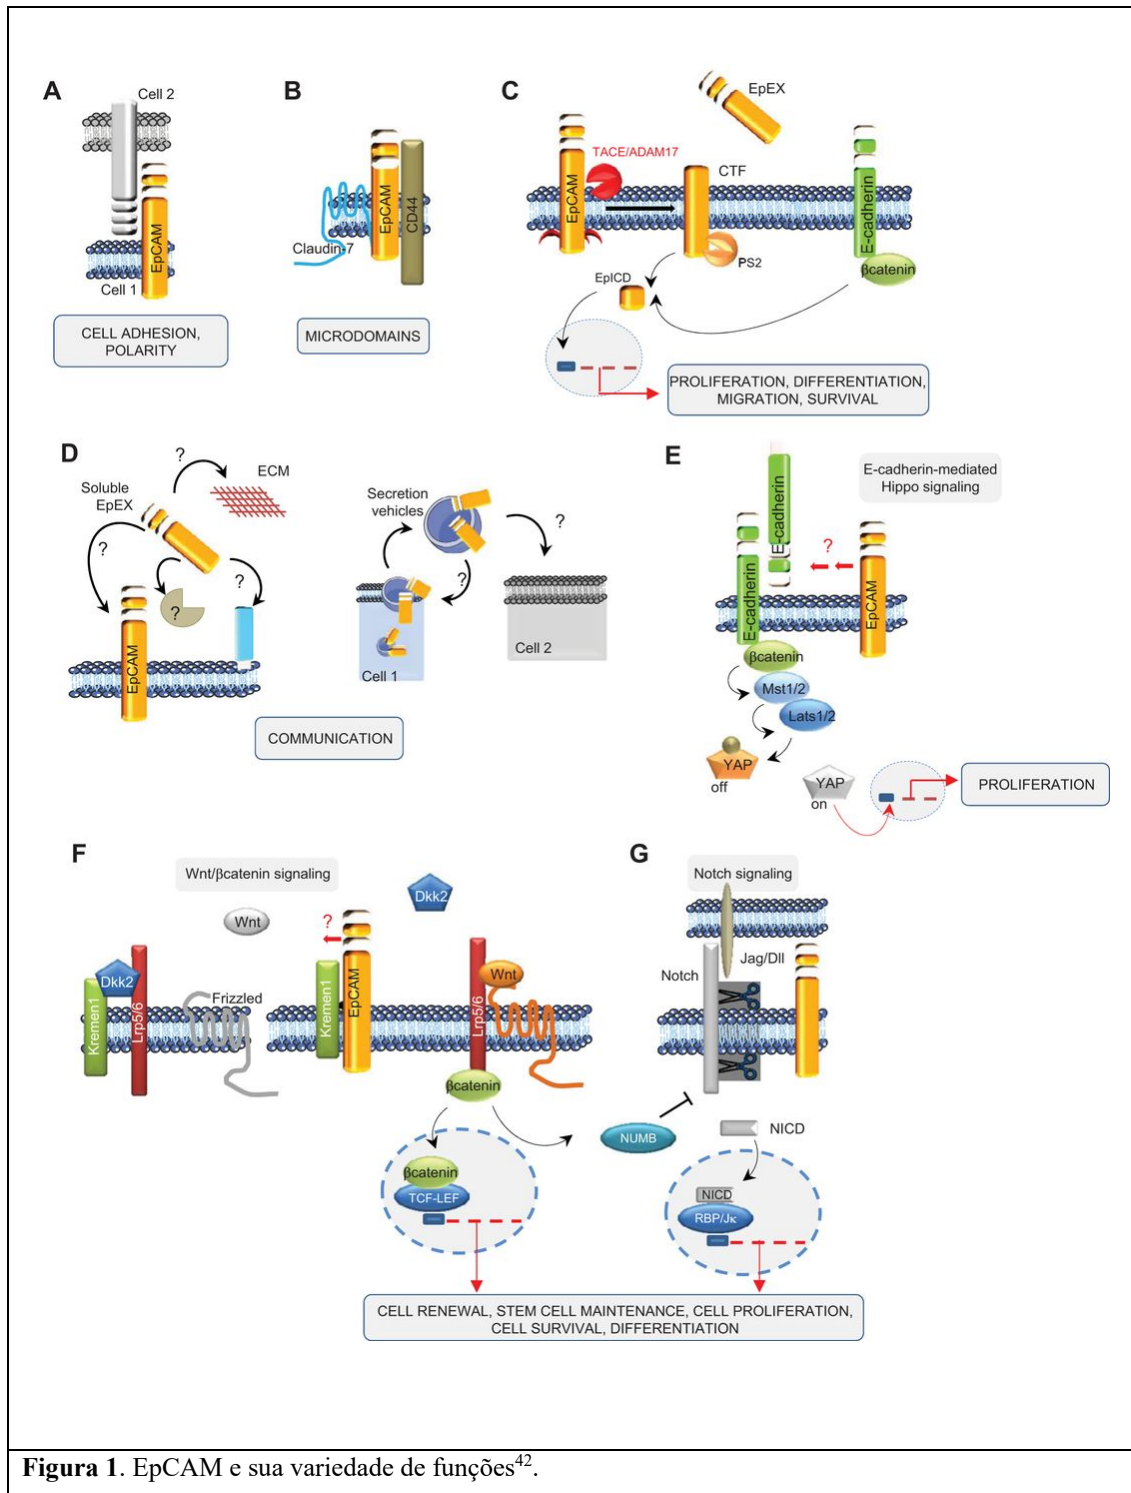 A
Cell 2
EpCAM
Cell 1
CELL ADHESION,
POLARITY
B
EpCAM
CD44
Claudin-7
MICRODOMAINS
C
EpEX
TACE/ADAM17
CTF
EpCAM
E-cadherin
PS2
βcatenin
EpICD
PROLIFERATION, DIFFERENTIATION,
MIGRATION, SURVIVAL
D
?
ECM
Soluble
EpEX
?
?
?
EpCAM
Secretion
vehicles
?
?
Cell 1
Cell 2
COMMUNICATION
E
E-cadherin-mediated
Hippo signaling
E-cadherin
E-cadherin
?
EpCAM
βcatenin
Mst1/2
Lats1/2
YAP
off
YAP
on
PROLIFERATION
F
Wnt/βcatenin signaling
Dkk2
Wnt
?
Dkk2
Kremen1
Lrp5/6
Frizzled
Kremen1
EpCAM
Lrp5/6
Wnt
βcatenin
βcatenin
TCF-LEF
G
Notch signaling
Notch
Jag/Dll
NUMB
NICD
NICD
RBP/Jκ
CELL RENEWAL, STEM CELL MAINTENANCE, CELL PROLIFERATION,
CELL SURVIVAL, DIFFERENTIATION
Figura 1. EpCAM e sua variedade de funções42.